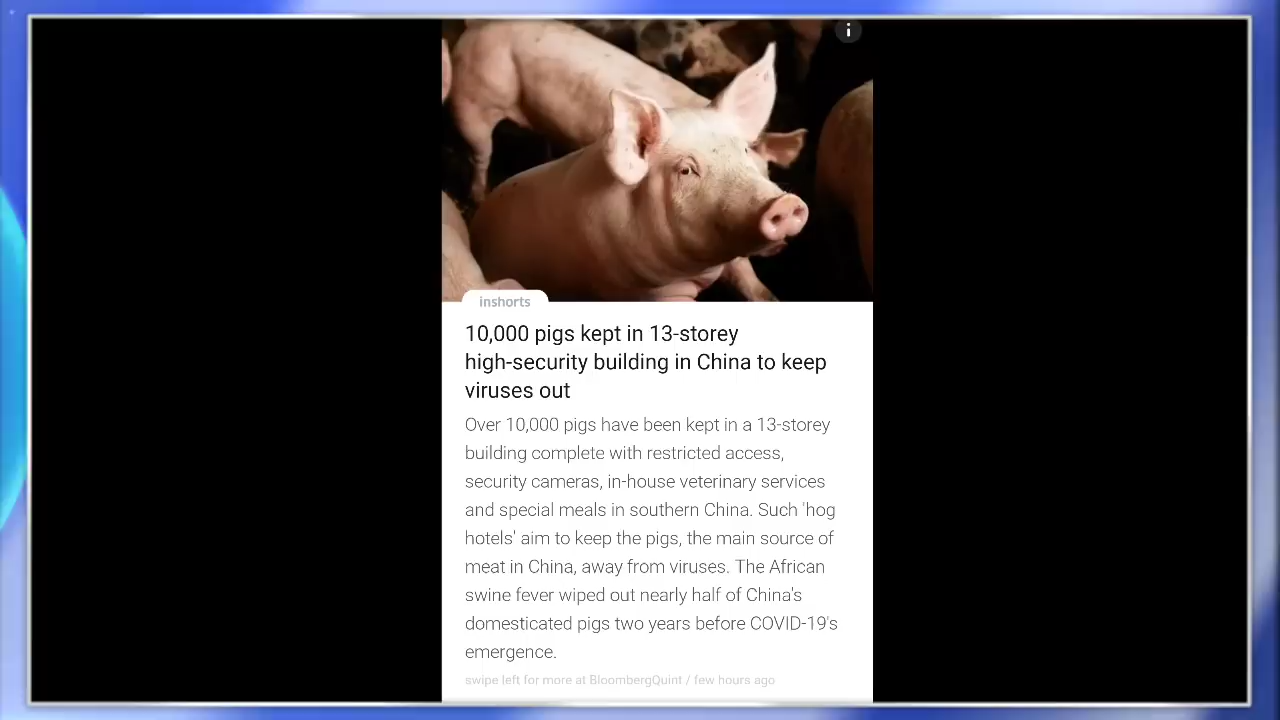 i
inshorts
10,000 pigs kept in 13-storey
high-security building in China to keep
viruses out
Over 10,000 pigs have been kept in a 13-storey
building complete with restricted access,
security cameras, in-house veterinary services
and special meals in southern China. Such 'hog
hotels' aim to keep the pigs, the main source of
meat in China, away from viruses. The African
swine fever wiped out nearly half of China's
domesticated pigs two years before COVID-19's
emergence.
swipe left for more at BloombergQuint / few hours ago